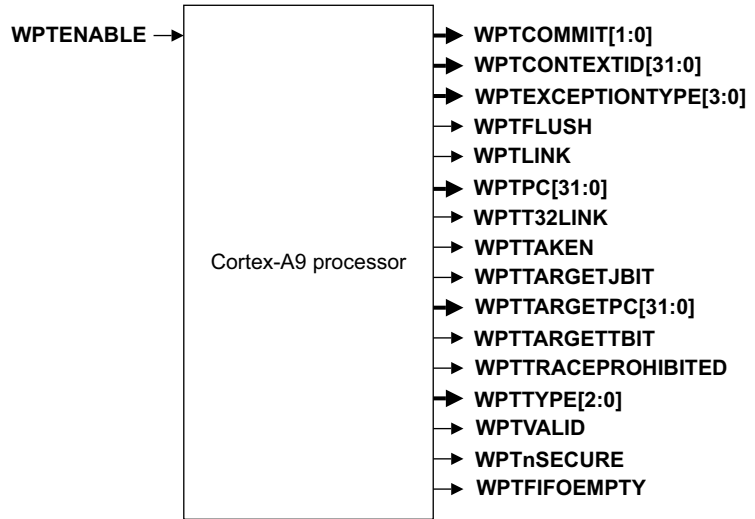 WPTENABLE
WPTCOMMIT[1:0]
WPTCONTEXTID[31:0]
WPTEXCEPTIONTYPE[3:0]
WPTFLUSH
WPTLINK
WPTPC[31:0]
WPTT32LINK
WPTTAKEN
Cortex-A9 processor
WPTTARGETJBIT
WPTTARGETPC[31:0]
WPTTARGETTBIT
WPTTRACEPROHIBITED
WPTTYPE[2:0]
WPTVALID
WPTnSECURE
WPTFIFOEMPTY